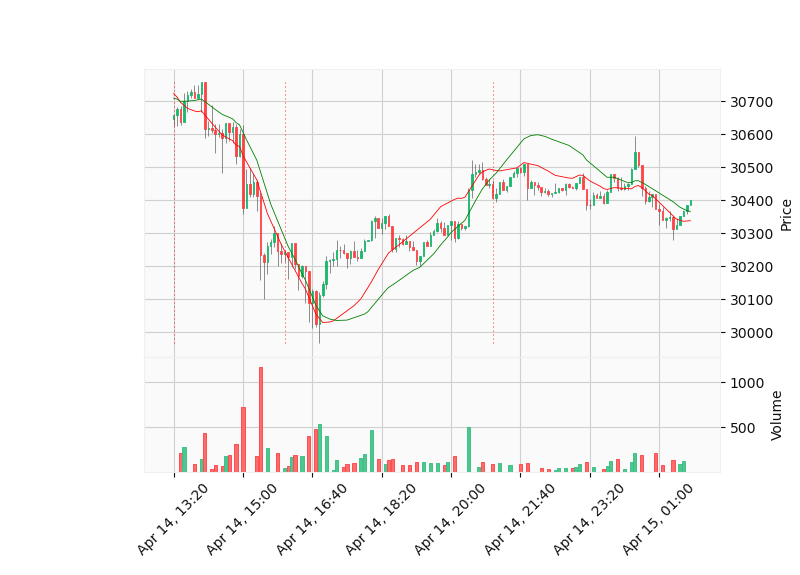 30700
30600
30500
30400
30300
30200
30100
30000
Price
1000
500
Volume
Apr 14, 13:20
Apr 14, 15:00
Apr 14, 16:40
Apr 14, 18:20
Apr 14, 20:00
Apr 14, 21:40
Apr 14, 23:20
Apr 15, 01:00